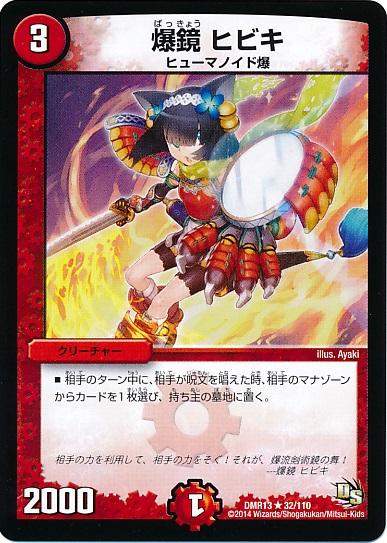 3
ばっきょう
爆鏡 ヒビキ
ヒューマノイド爆
クリーチャー
illus. Ayaki
■ 相手のターン中に、相手が呪文を唱えた時、相手のマナゾーン
からカードを1枚選び、持ち主の墓地に置く。
相手の力を利用して、相手の力をそぐ!それが、爆流剣術鏡の舞!
---爆鏡 ヒビキ
2000
1
DS
DMR13 ★ 32/110
©2014 Wizards/Shogakukan/Mitsui-Kids